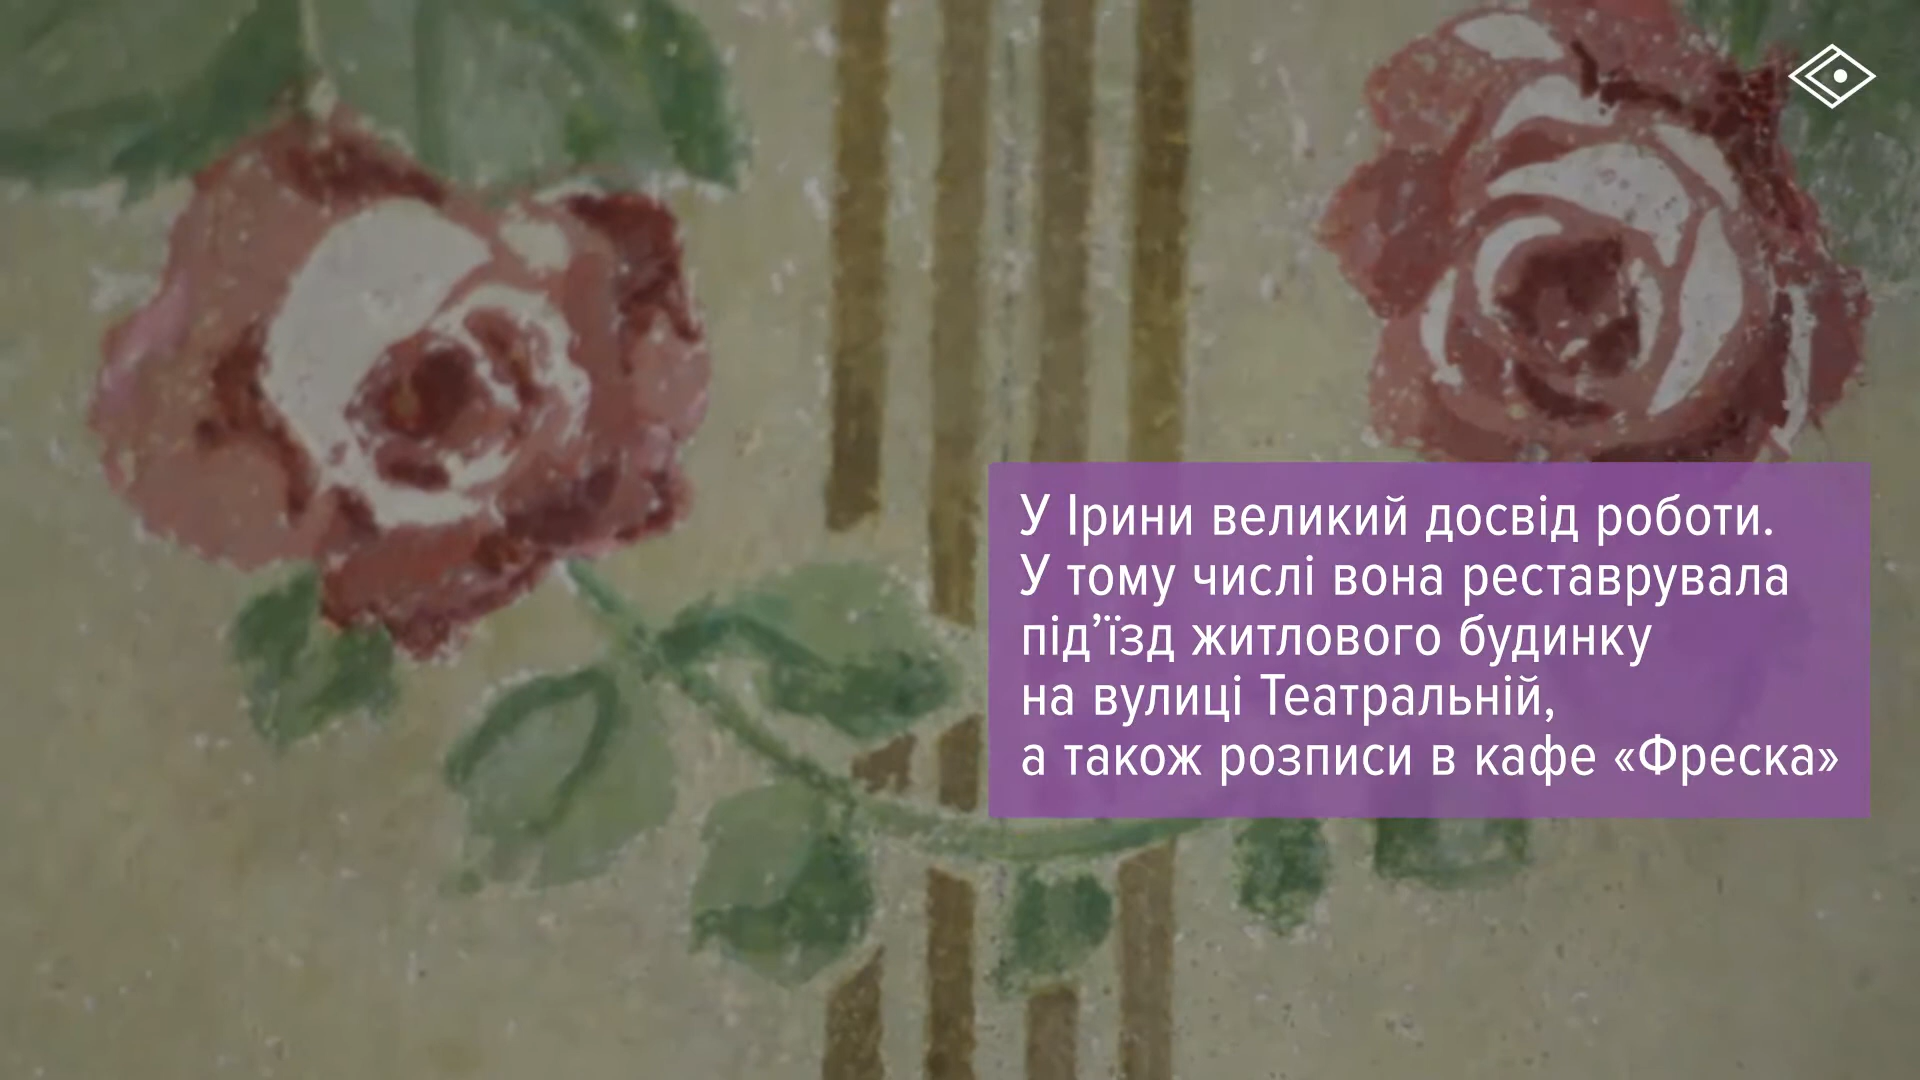 У Ірини великий досвід роботи.
У тому числі вона реставрувала
під’їзд житлового будинку
на вулиці Театральній,
а також розписи в кафе «Фреска»